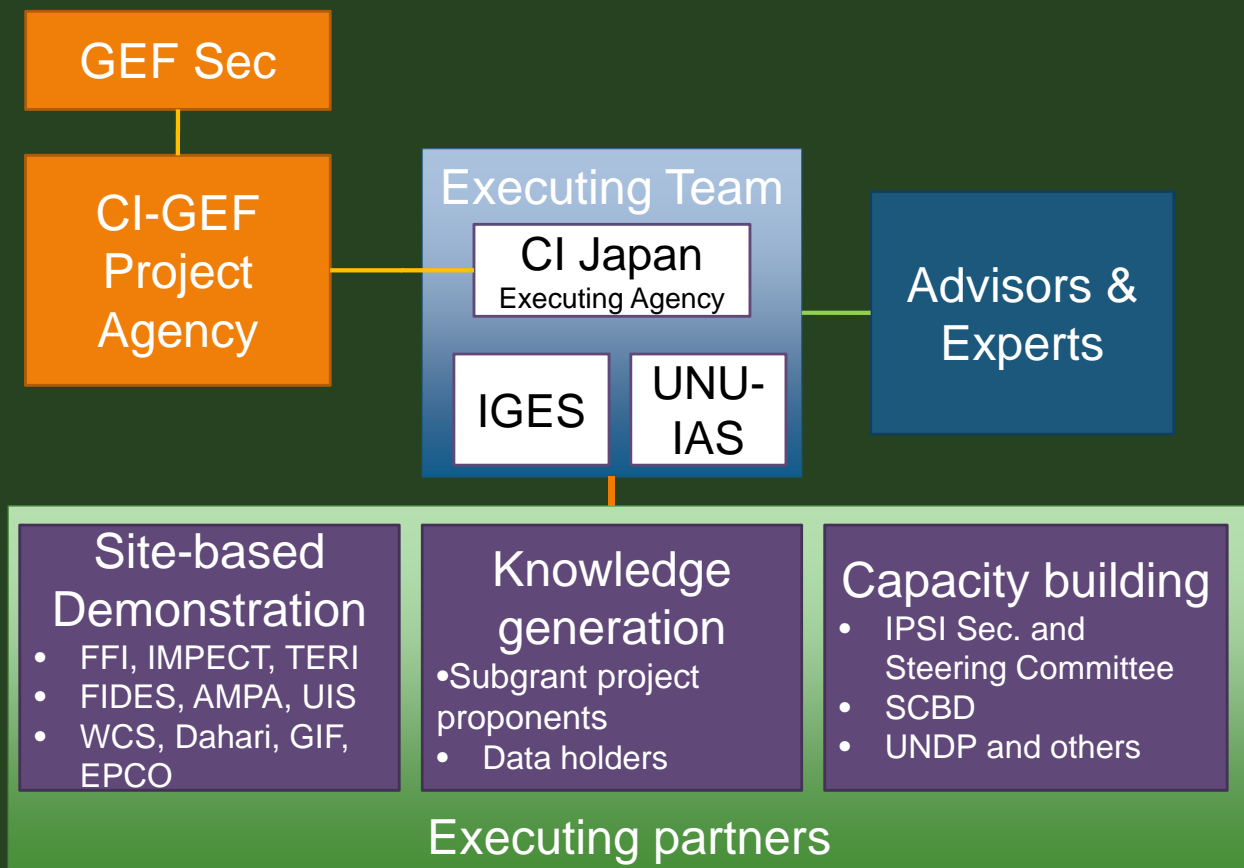 GEF Sec
CI-GEF
Project
Agency
Executing Team
CI Japan
Executing Agency
IGES
UNU-
IAS
Advisors &
Experts
Site-based
Demonstration
• FFI, IMPECT, TERI
• FIDES, AMPA, UIS
• WCS, Dahari, GIF,
EPCO
Knowledge
generation
•Subgrant project
proponents
• Data holders
Capacity building
• IPSI Sec. and
Steering Committee
• SCBD
• UNDP and others
Executing partners